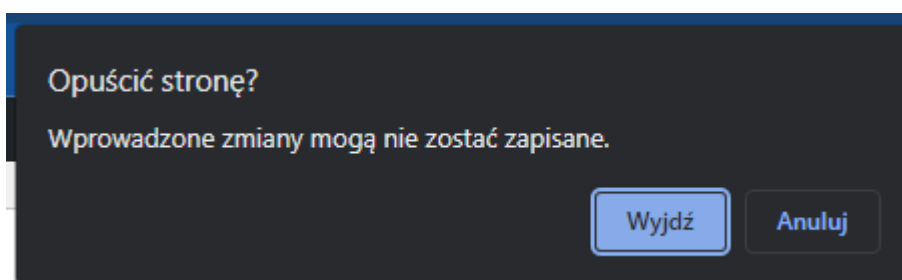 Opuścić stronę?
Wprowadzone zmiany mogą nie zostać zapisane.
Wyjdź
Anuluj